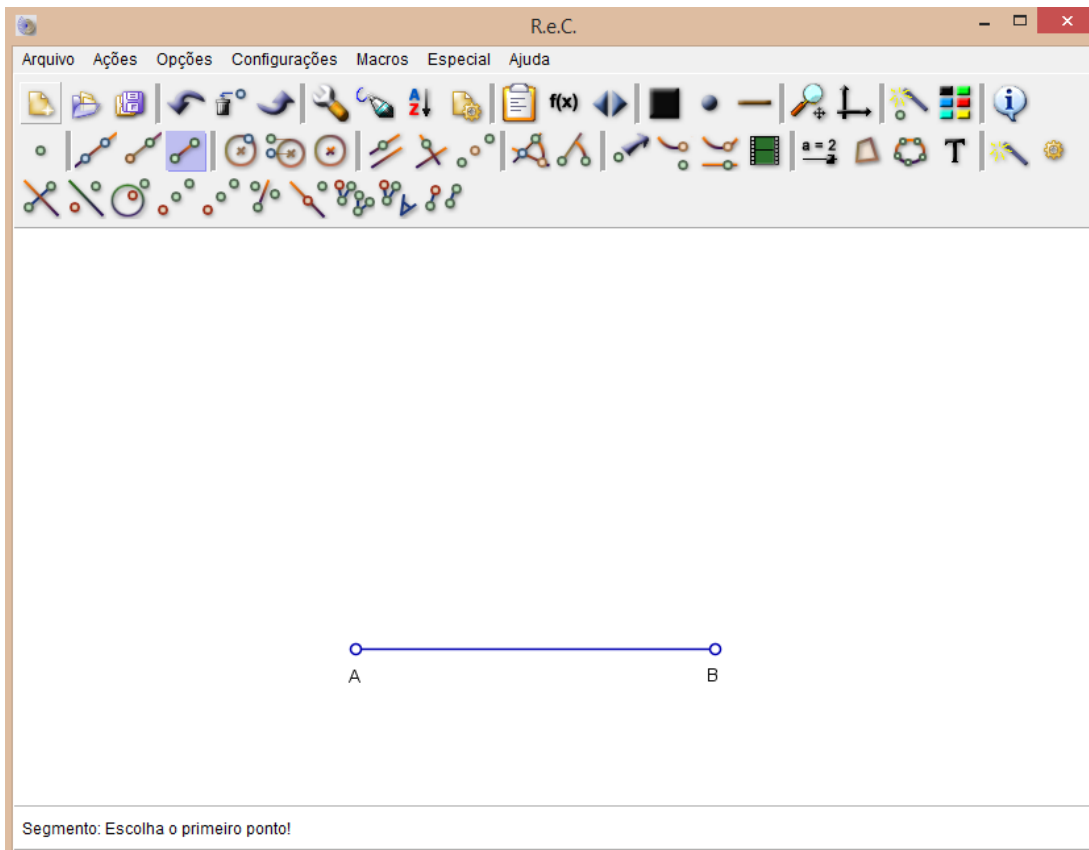 R.e.C.
Arquivo Ações Opções Configurações Macros Especial Ajuda
A
Z
f(x)
a = 2
T
A B
Segmento: Escolha o primeiro ponto!